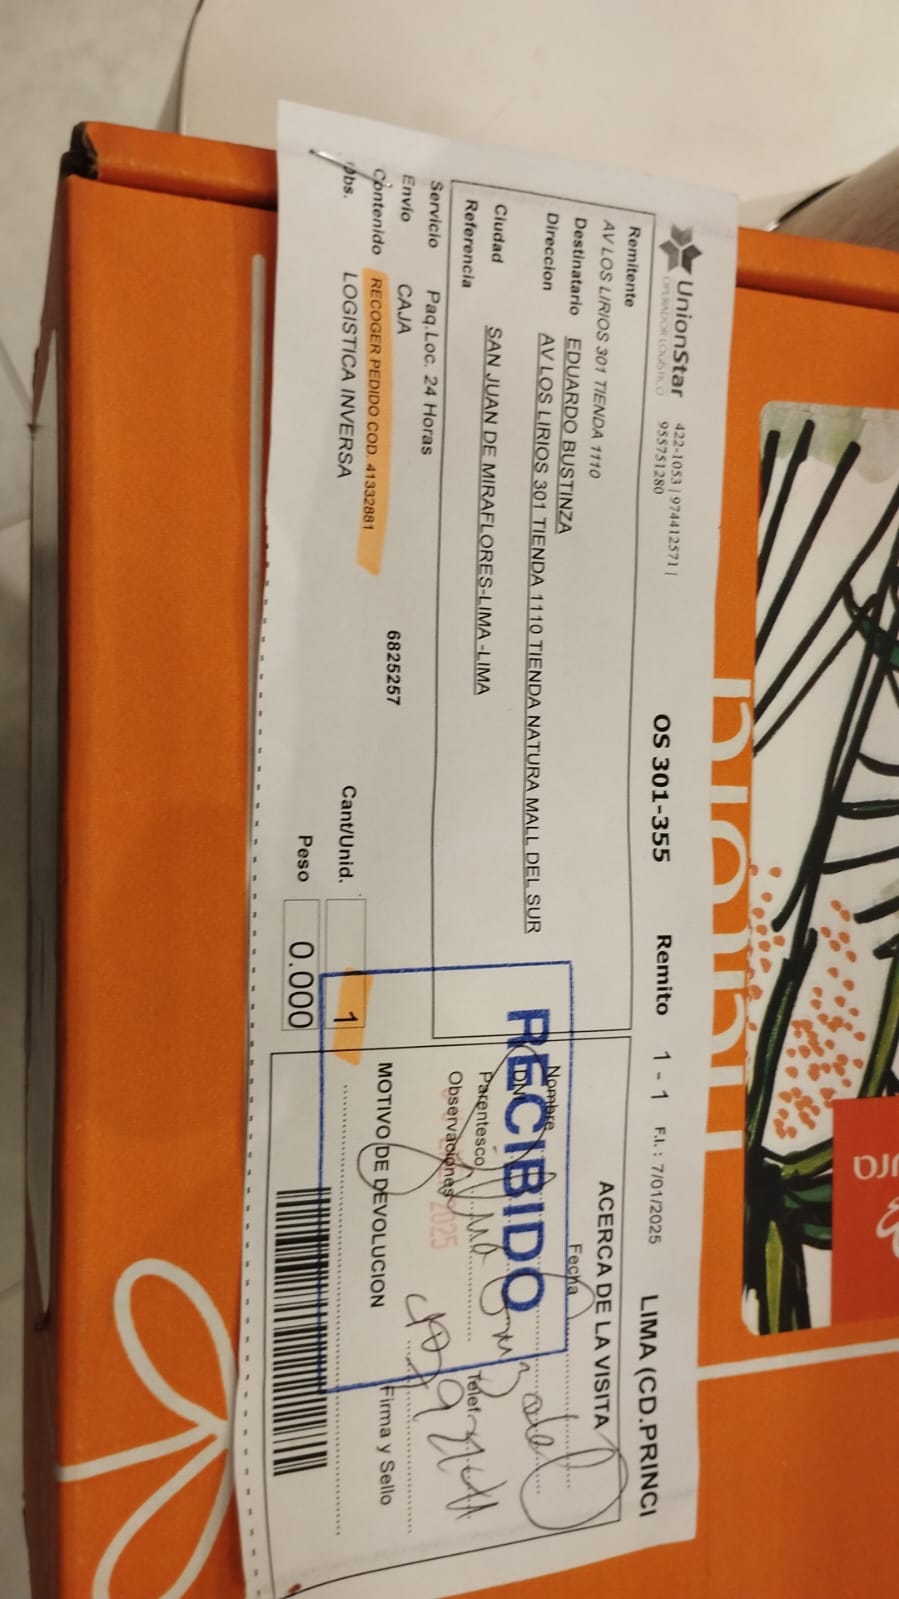 UnionStar
OPERADOR LOGÍSTICO
422-1053 | 974412571 |
955751280
OS 301-355
Remito 1 - 1
F.I. : 7/01/2025
LIMA (CD.PRINCI
Remitente
AV LOS LIRIOS 301 TIENDA 1110
Destinatario EDUARDO BUSTINZA
Direccion AV LOS LIRIOS 301 TIENDA 1110 TIENDA NATURA MALL DEL SUR
Ciudad SAN JUAN DE MIRAFLORES-LIMA -LIMA
Referencia
Servicio Paq.Loc. 24 Horas
Envio CAJA
6825257
Contenido RECOGER PEDIDO COD. 41332881
Obs. LOGISTICA INVERSA
Cant/Unid. 1
Peso 0.000
ACERCA DE LA VISITA
Fecha
Nombre
DNI
Parentesco
Telef
Observaciones
MOTIVO DE DEVOLUCION
Firma y Sello
RECIBIDO
2025